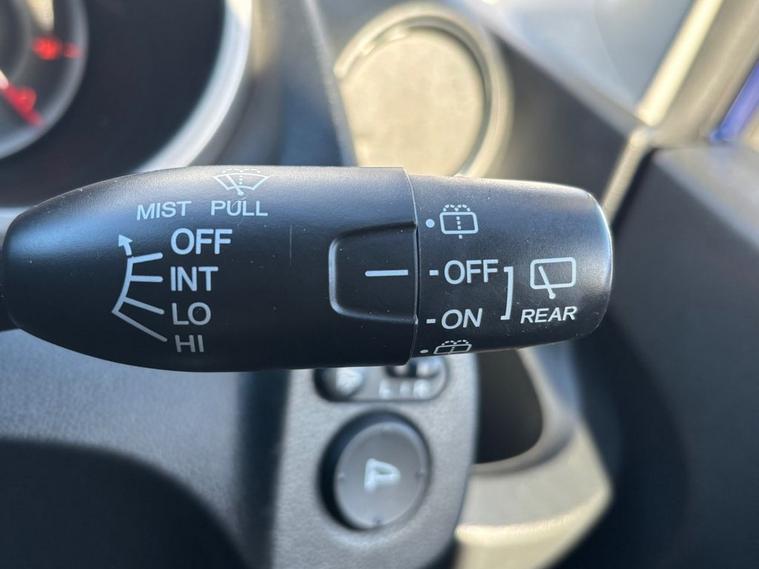 MIST PULL
OFF
INT
LO
HI
OFF
ON
REAR
L R